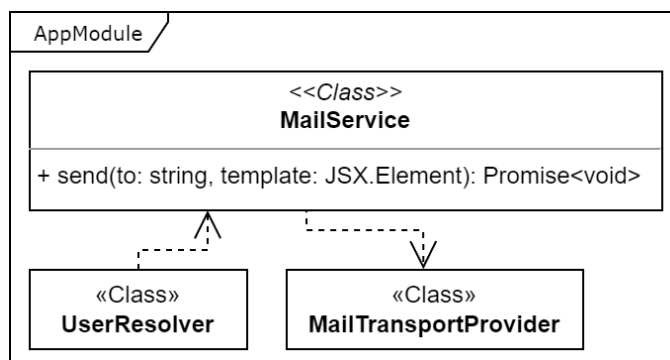 AppModule
<<Class>>
MailService
+ send(to: string, template: JSX.Element): Promise<void>
«Class»
UserResolver
«Class»
MailTransportProvider